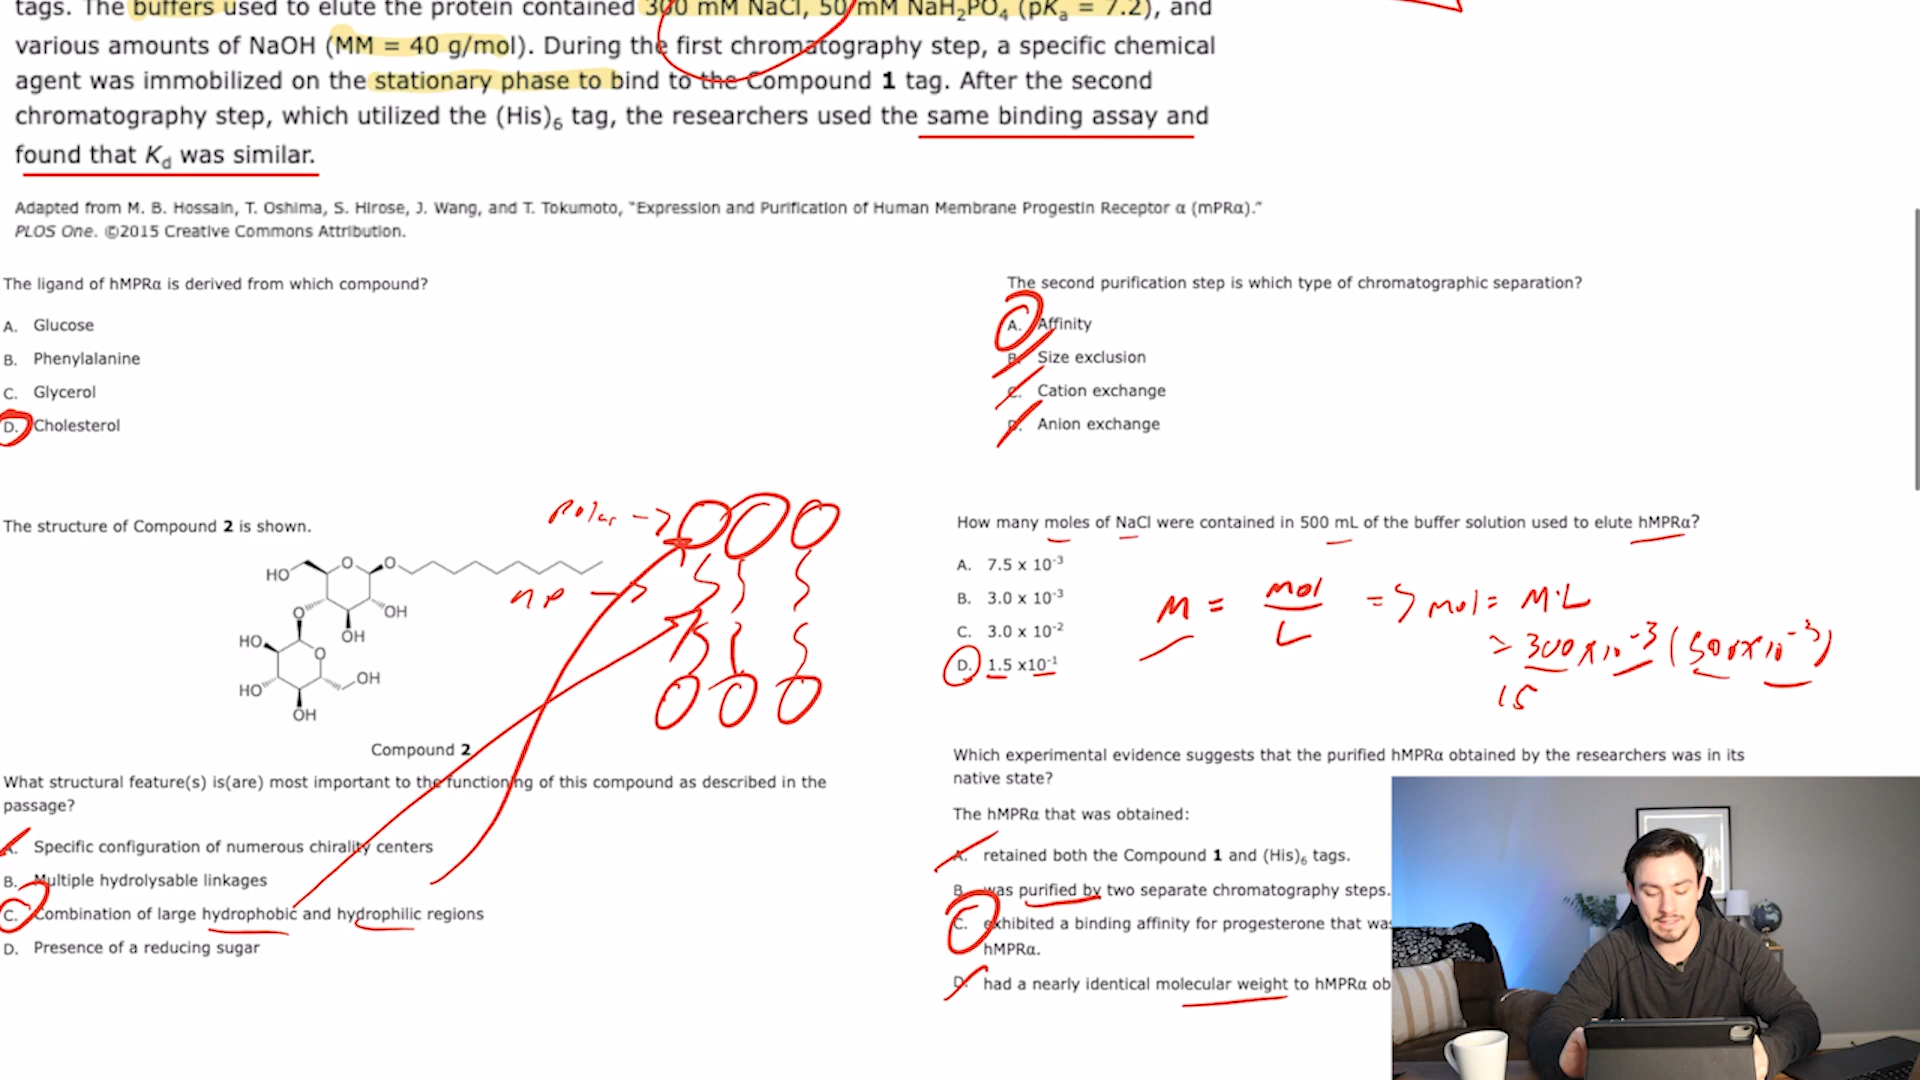 tags. The buffers used to elute the protein contained 300 mM NaCl, 50 mM NaH₂PO₄ (pKₐ = 7.2), and
various amounts of NaOH (MM = 40 g/mol). During the first chromatography step, a specific chemical
agent was immobilized on the stationary phase to bind to the Compound 1 tag. After the second
chromatography step, which utilized the (His)₆ tag, the researchers used the same binding assay and
found that K_d was similar.
Adapted from M. B. Hossain, T. Oshima, S. Hirose, J. Wang, and T. Tokumoto, "Expression and Purification of Human Membrane Progestin Receptor α (mPRα)."
PLOS One. ©2015 Creative Commons Attribution.
The ligand of hMPRα is derived from which compound?
A. Glucose
B. Phenylalanine
C. Glycerol
D. Cholesterol
The structure of Compound 2 is shown.
HO
O
O
O
OH
OH
HO
O
OH
HO
OH
Compound 2
Polar
np
What structural feature(s) is(are) most important to the functioning of this compound as described in the
passage?
A. Specific configuration of numerous chirality centers
B. Multiple hydrolysable linkages
C. Combination of large hydrophobic and hydrophilic regions
D. Presence of a reducing sugar
The second purification step is which type of chromatographic separation?
A. Affinity
B. Size exclusion
C. Cation exchange
D. Anion exchange
How many moles of NaCl were contained in 500 mL of the buffer solution used to elute hMPRα?
A. 7.5 x 10⁻³
B. 3.0 x 10⁻³
C. 3.0 x 10⁻²
D. 1.5 x10⁻¹
M = mol / L => mol = M·L
= 300 x 10⁻³ (500 x 10⁻³)
15
Which experimental evidence suggests that the purified hMPRα obtained by the researchers was in its
native state?
The hMPRα that was obtained:
A. retained both the Compound 1 and (His)₆ tags.
B. was purified by two separate chromatography steps.
C. exhibited a binding affinity for progesterone that was
hMPRα.
D. had a nearly identical molecular weight to hMPRα ob